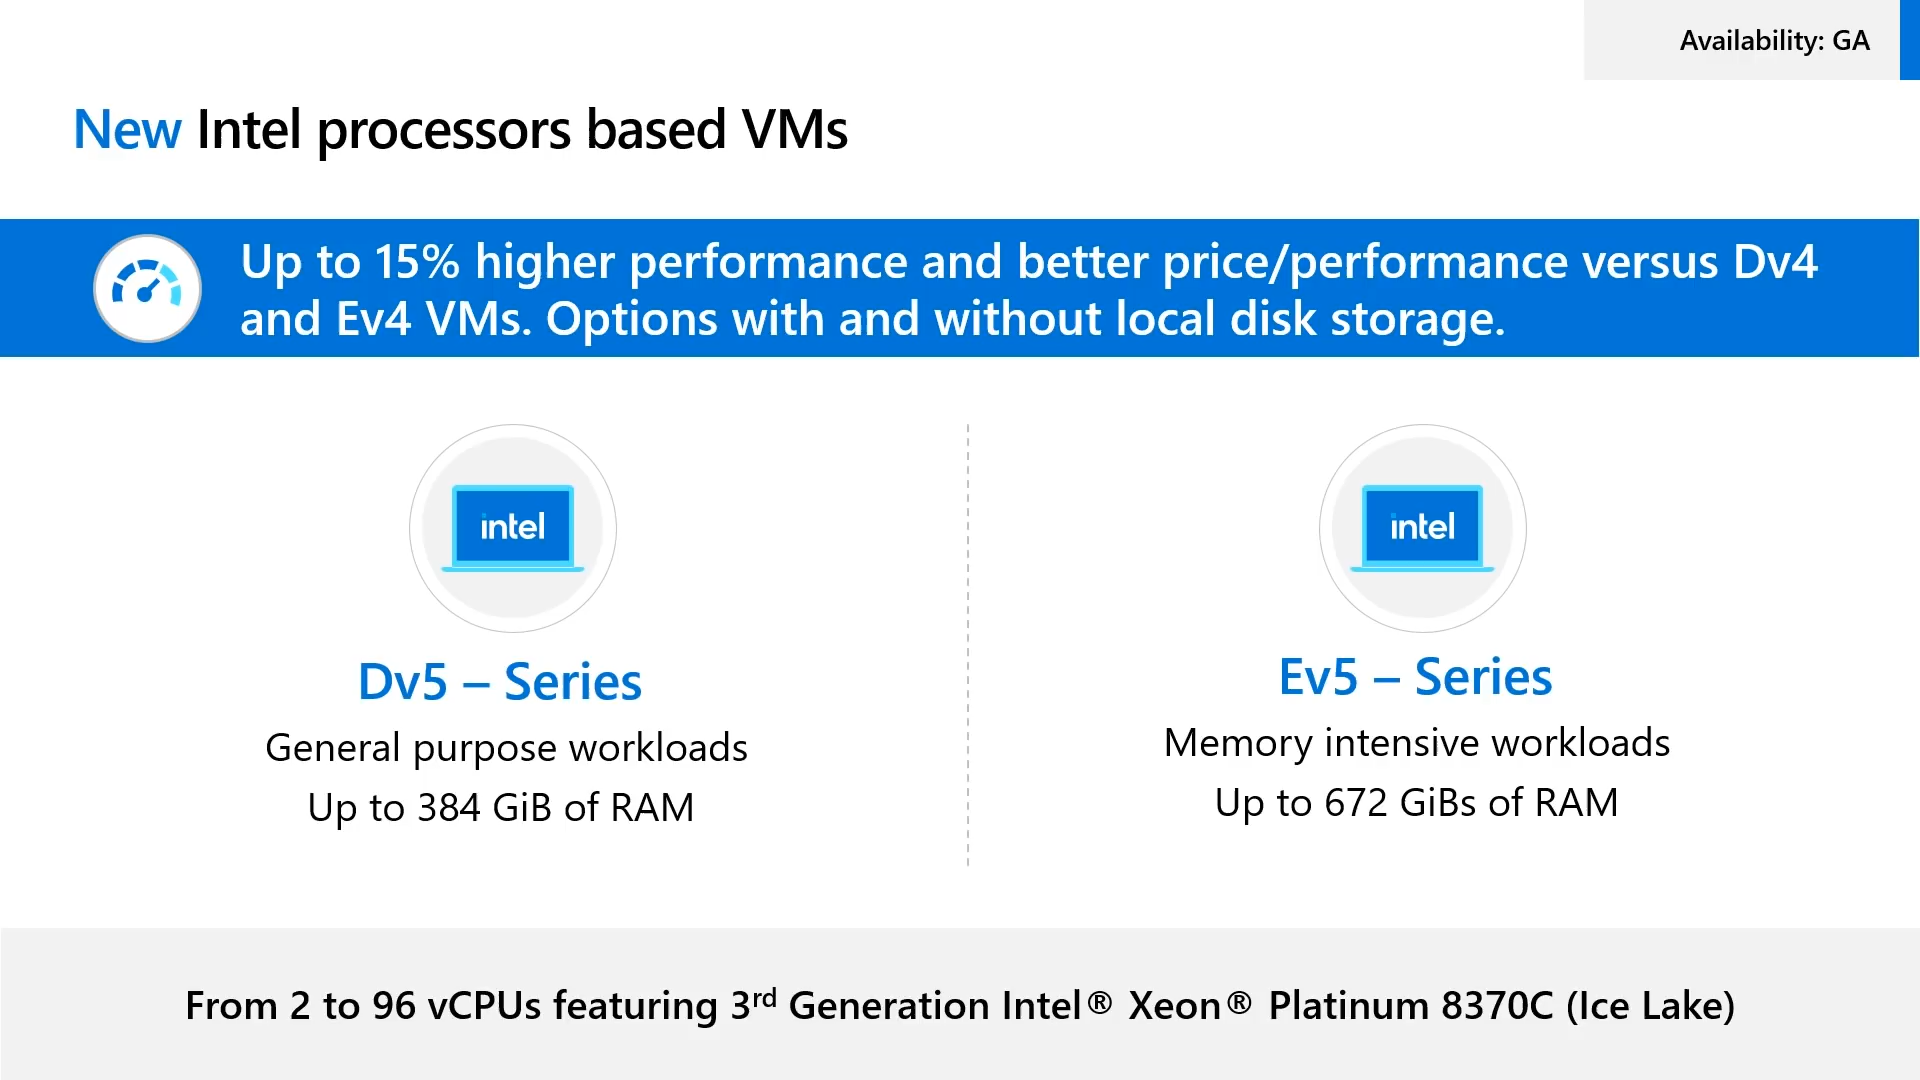 Availability: GA
New Intel processors based VMs
Up to 15% higher performance and better price/performance versus Dv4
and Ev4 VMs. Options with and without local disk storage.
intel
Dv5 – Series
General purpose workloads
Up to 384 GiB of RAM
intel
Ev5 – Series
Memory intensive workloads
Up to 672 GiBs of RAM
From 2 to 96 vCPUs featuring 3rd Generation Intel® Xeon® Platinum 8370C (Ice Lake)